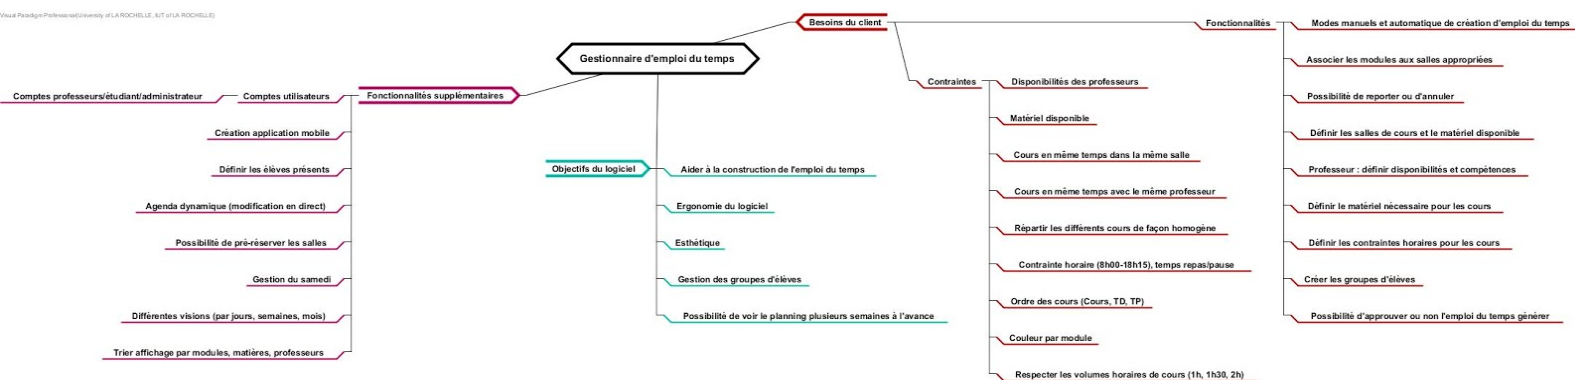 Visual Paradigm Professional(University of LA ROCHELLE, IUT of LA ROCHELLE)
Gestionnaire d'emploi du temps
Besoins du client
Fonctionnalités
Modes manuels et automatique de création d'emploi du temps
Associer les modules aux salles appropriées
Possibilité de reporter ou d'annuler
Définir les salles de cours et le matériel disponible
Professeur : définir disponibilités et compétences
Définir le matériel nécessaire pour les cours
Définir les contraintes horaires pour les cours
Créer les groupes d'élèves
Possibilité d'approuver ou non l'emploi du temps générer
Contraintes
Disponibilités des professeurs
Matériel disponible
Cours en même temps dans la même salle
Cours en même temps avec le même professeur
Répartir les différents cours de façon homogène
Contrainte horaire (8h00-18h15), temps repas/pause
Ordre des cours (Cours, TD, TP)
Couleur par module
Respecter les volumes horaires de cours (1h, 1h30, 2h)
Objectifs du logiciel
Aider à la construction de l'emploi du temps
Ergonomie du logiciel
Esthétique
Gestion des groupes d'élèves
Possibilité de voir le planning plusieurs semaines à l'avance
Fonctionnalités supplémentaires
Comptes utilisateurs
Comptes professeurs/étudiant/administrateur
Création application mobile
Définir les élèves présents
Agenda dynamique (modification en direct)
Possibilité de pré-réserver les salles
Gestion du samedi
Différentes visions (par jours, semaines, mois)
Trier affichage par modules, matières, professeurs